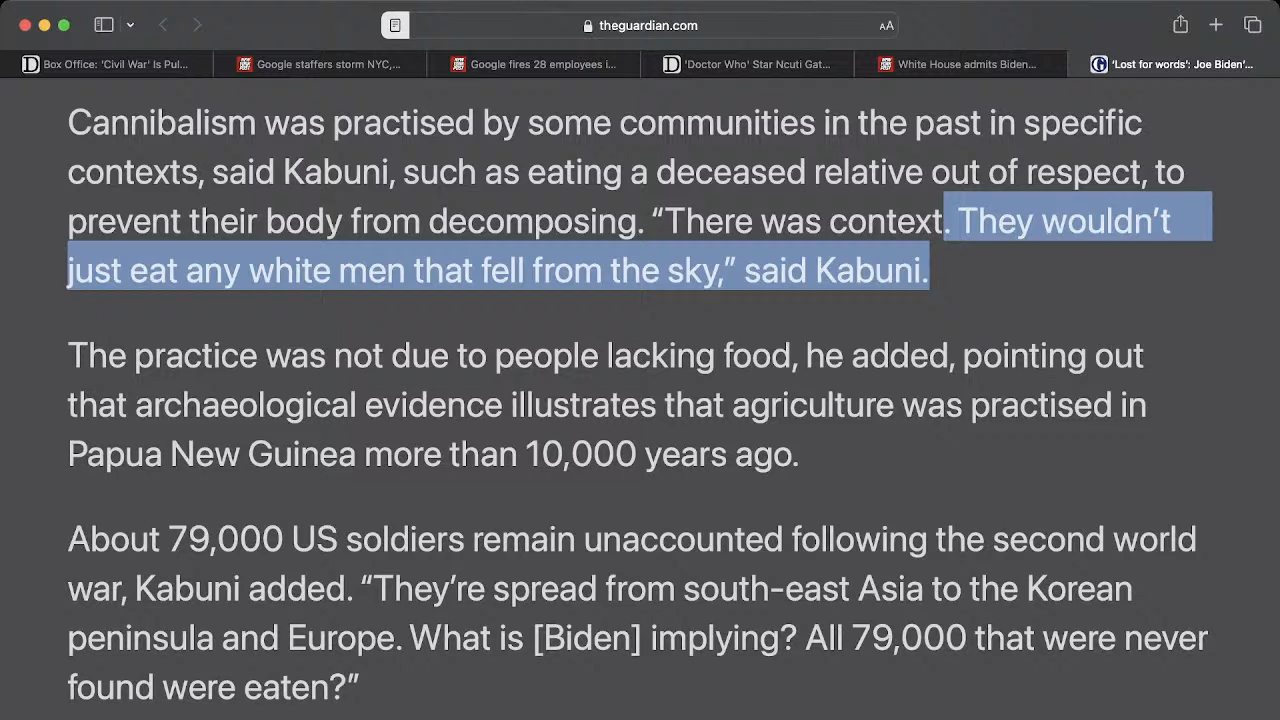 theguardian.com
AA
Box Office: 'Civil War' Is Pul...
Google staffers storm NYC,...
Google fires 28 employees i...
'Doctor Who' Star Ncuti Gat...
White House admits Biden...
‘Lost for words’: Joe Biden’...
Cannibalism was practised by some communities in the past in specific
contexts, said Kabuni, such as eating a deceased relative out of respect, to
prevent their body from decomposing. “There was context. They wouldn’t
just eat any white men that fell from the sky,” said Kabuni.
The practice was not due to people lacking food, he added, pointing out
that archaeological evidence illustrates that agriculture was practised in
Papua New Guinea more than 10,000 years ago.
About 79,000 US soldiers remain unaccounted following the second world
war, Kabuni added. “They’re spread from south-east Asia to the Korean
peninsula and Europe. What is [Biden] implying? All 79,000 that were never
found were eaten?”